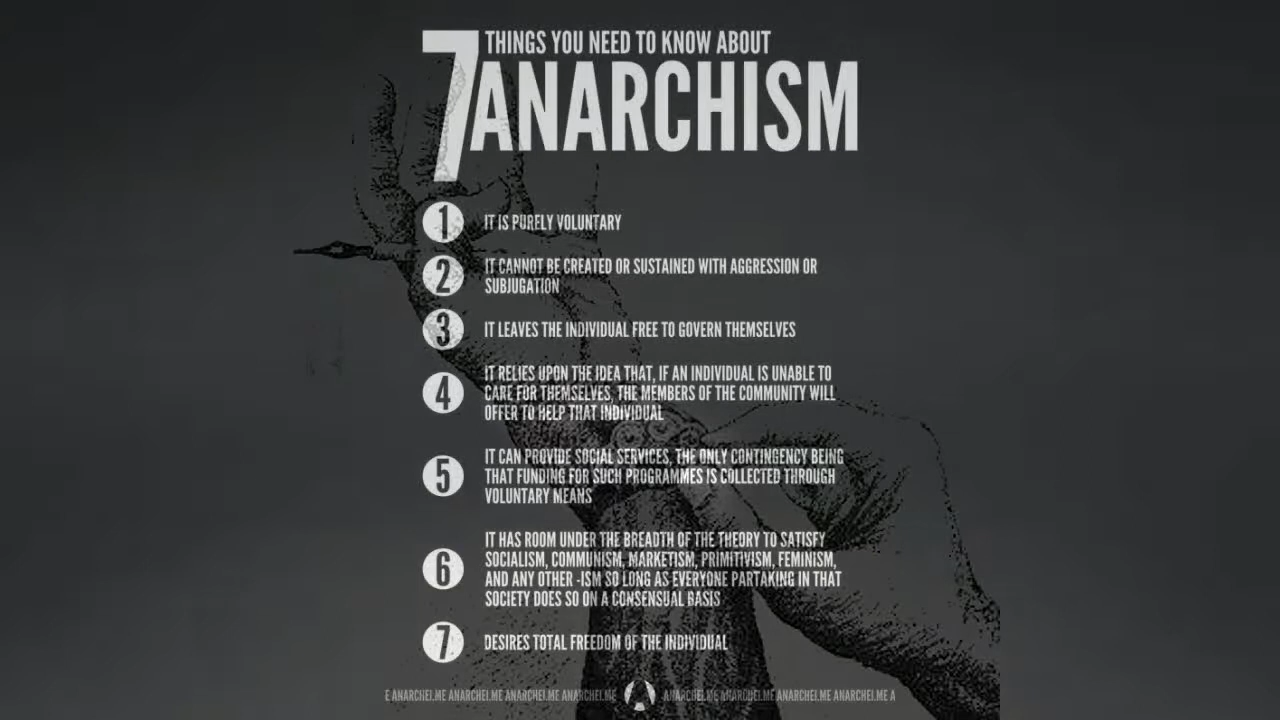 7 THINGS YOU NEED TO KNOW ABOUT
ANARCHISM
1 IT IS PURELY VOLUNTARY
2 IT CANNOT BE CREATED OR SUSTAINED WITH AGGRESSION OR
SUBJUGATION
3 IT LEAVES THE INDIVIDUAL FREE TO GOVERN THEMSELVES
4 IT RELIES UPON THE IDEA THAT, IF AN INDIVIDUAL IS UNABLE TO
CARE FOR THEMSELVES, THE MEMBERS OF THE COMMUNITY WILL
OFFER TO HELP THAT INDIVIDUAL
5 IT CAN PROVIDE SOCIAL SERVICES, THE ONLY CONTINGENCY BEING
THAT FUNDING FOR SUCH PROGRAMMES IS COLLECTED THROUGH
VOLUNTARY MEANS
6 IT HAS ROOM UNDER THE BREADTH OF THE THEORY TO SATISFY
SOCIALISM, COMMUNISM, MARKETISM, PRIMITIVISM, FEMINISM,
AND ANY OTHER -ISM SO LONG AS EVERYONE PARTAKING IN THAT
SOCIETY DOES SO ON A CONSENSUAL BASIS
7 DESIRES TOTAL FREEDOM OF THE INDIVIDUAL
E ANARCHEI.ME ANARCHEI.ME ANARCHEI.ME ANARCHEI.ME A ANARCHEI.ME ANARCHEI.ME ANARCHEI.ME ANARCHEI.ME A